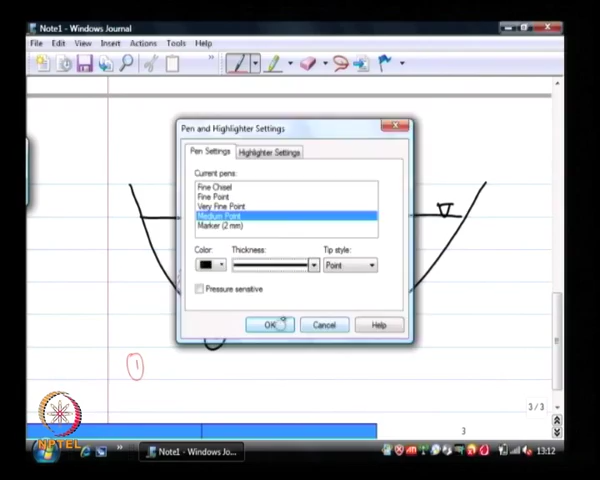 Note1 - Windows Journal
File Edit View Insert Actions Tools Help
Pen and Highlighter Settings
Pen Settings Highlighter Settings
Current pens:
Fine Chisel
Fine Point
Very Fine Point
Medium Point
Marker (2 mm)
Color: Thickness: Tip style:
Point
Pressure sensitive
OK Cancel Help
1
3 / 3
3
NPTEL
Note1 - Windows Jo...
13:12